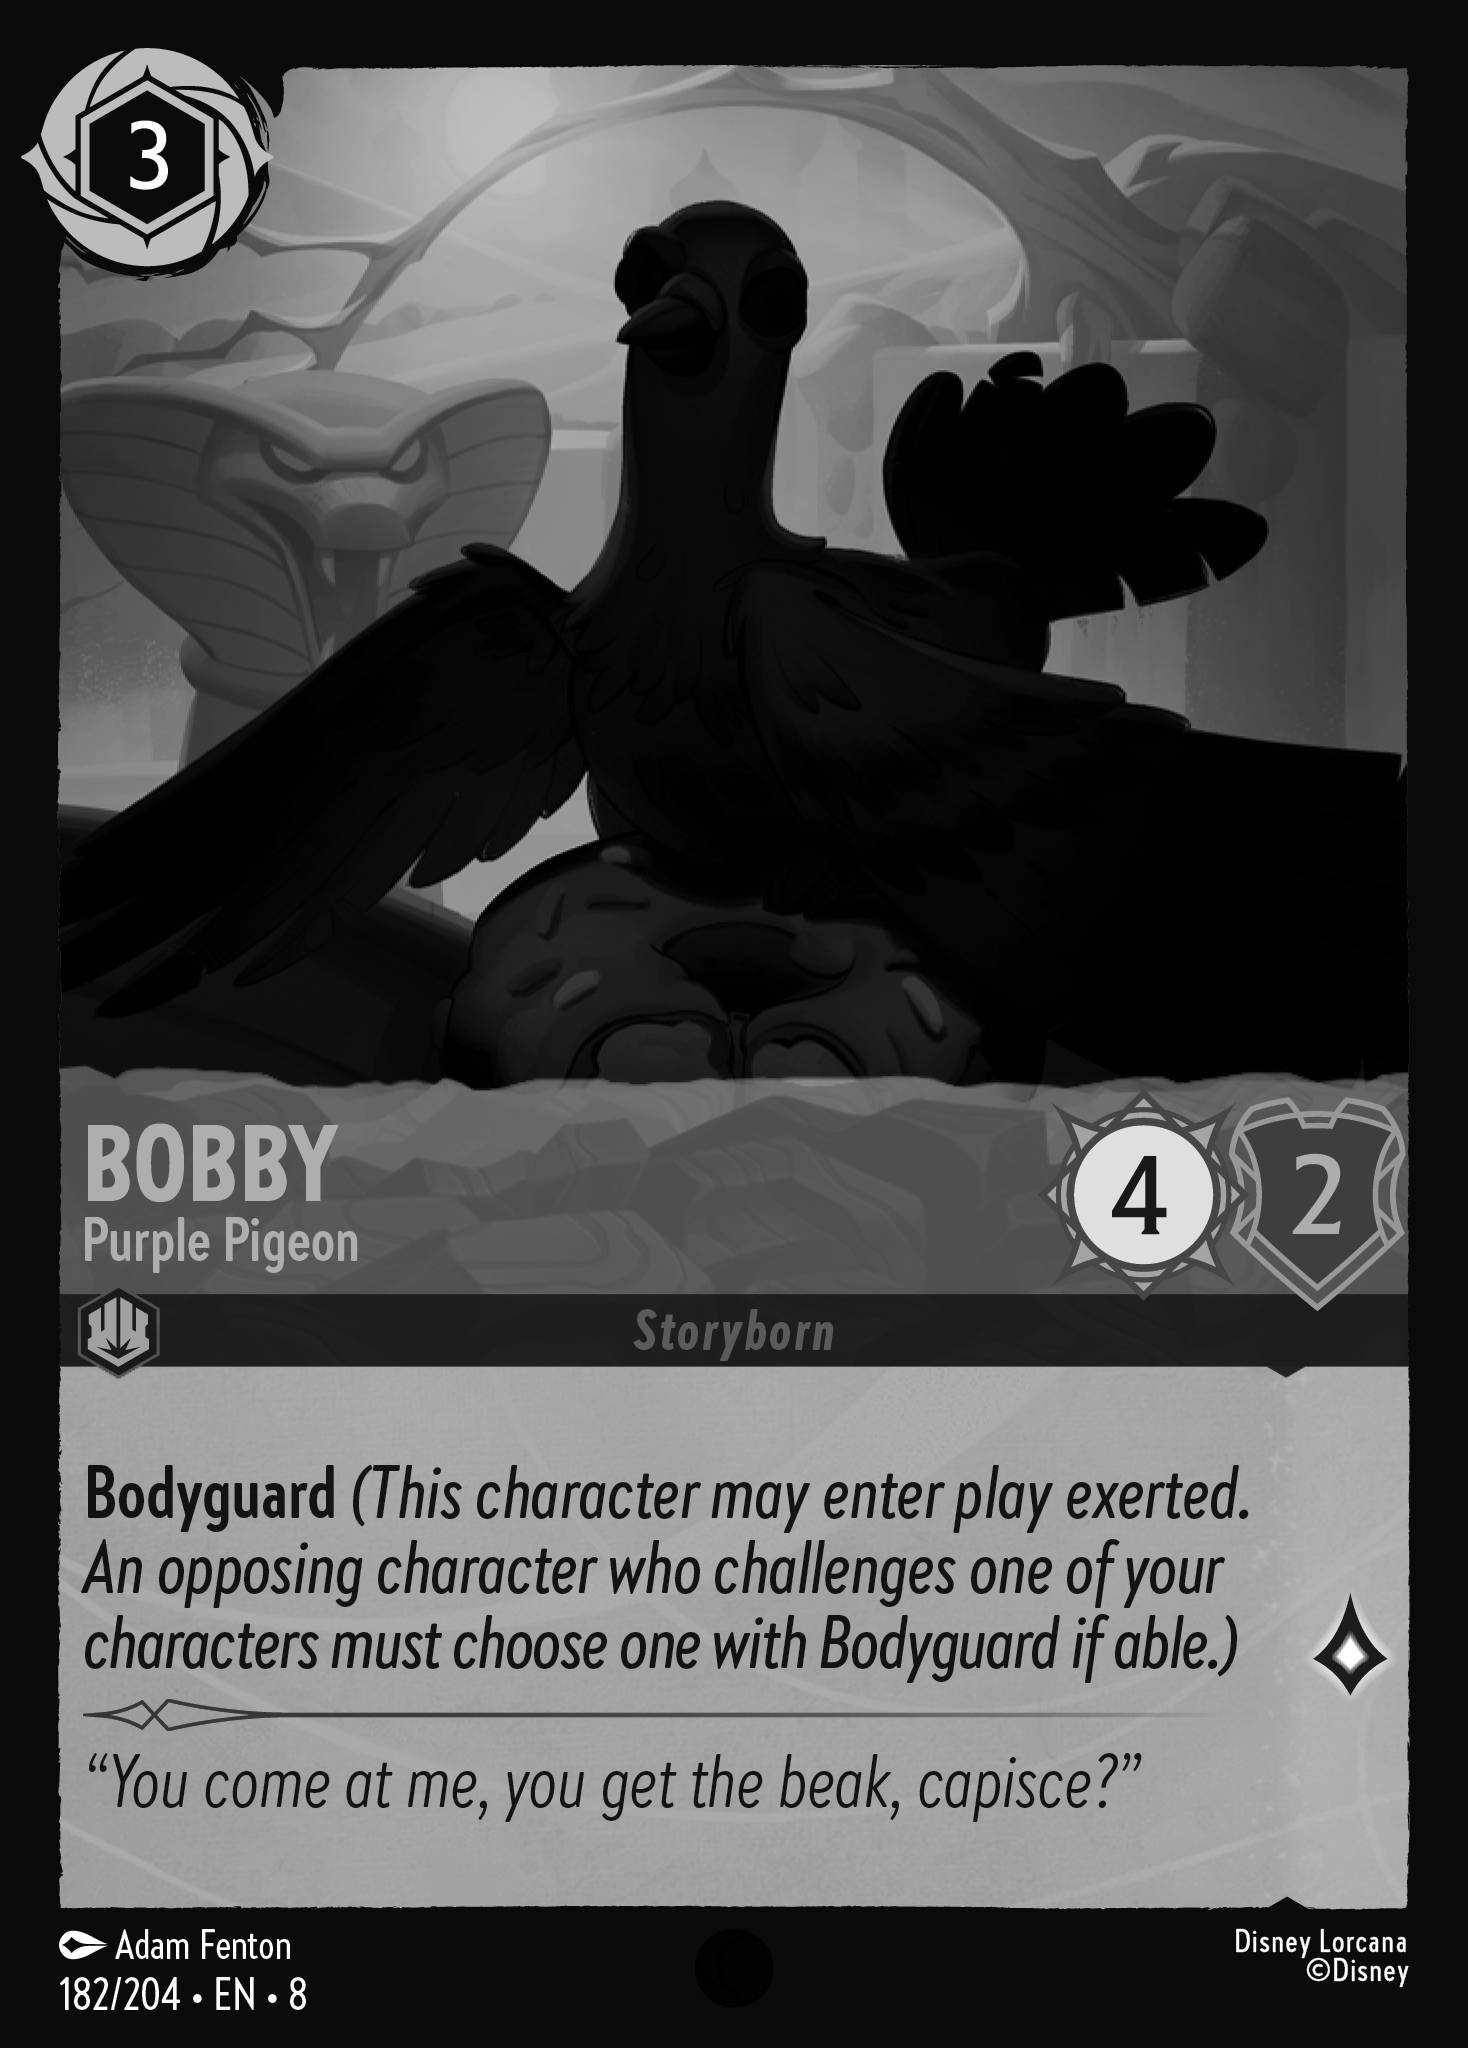 3
BOBBY
Purple Pigeon
4
2
Storyborn
Bodyguard (This character may enter play exerted.
An opposing character who challenges one of your
characters must choose one with Bodyguard if able.)
“You come at me, you get the beak, capisce?”
Adam Fenton
182/204 • EN • 8
Disney Lorcana
©Disney